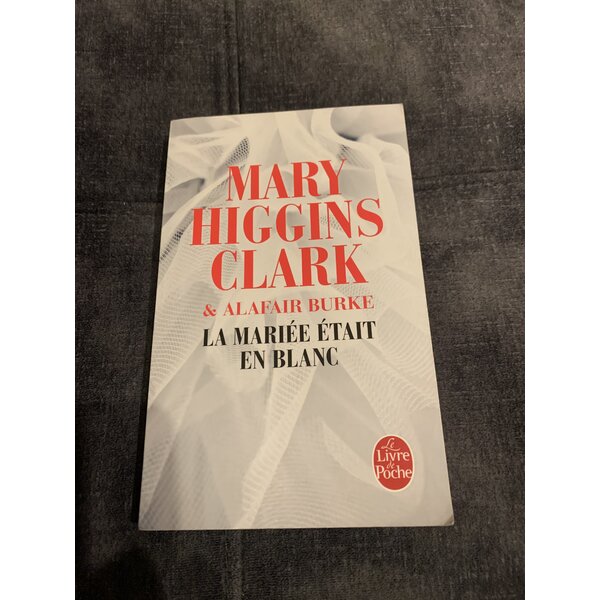 MARY
HIGGINS
CLARK
& ALAFAIR BURKE
LA MARIÉE ÉTAIT
EN BLANC
Le
Livre
de
Poche